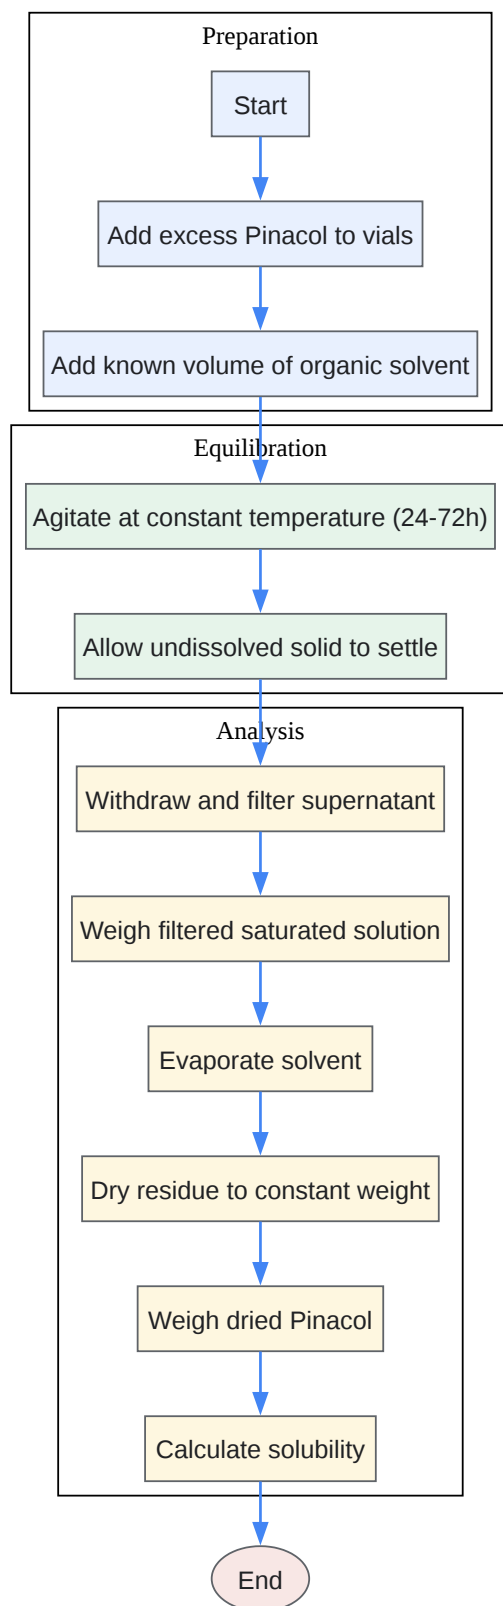 Preparation
Start
Add excess Pinacol to vials
Add known volume of organic solvent
Equilibration
Agitate at constant temperature (24-72h)
Allow undissolved solid to settle
Analysis
Withdraw and filter supernatant
Weigh filtered saturated solution
Evaporate solvent
Dry residue to constant weight
Weigh dried Pinacol
Calculate solubility
End